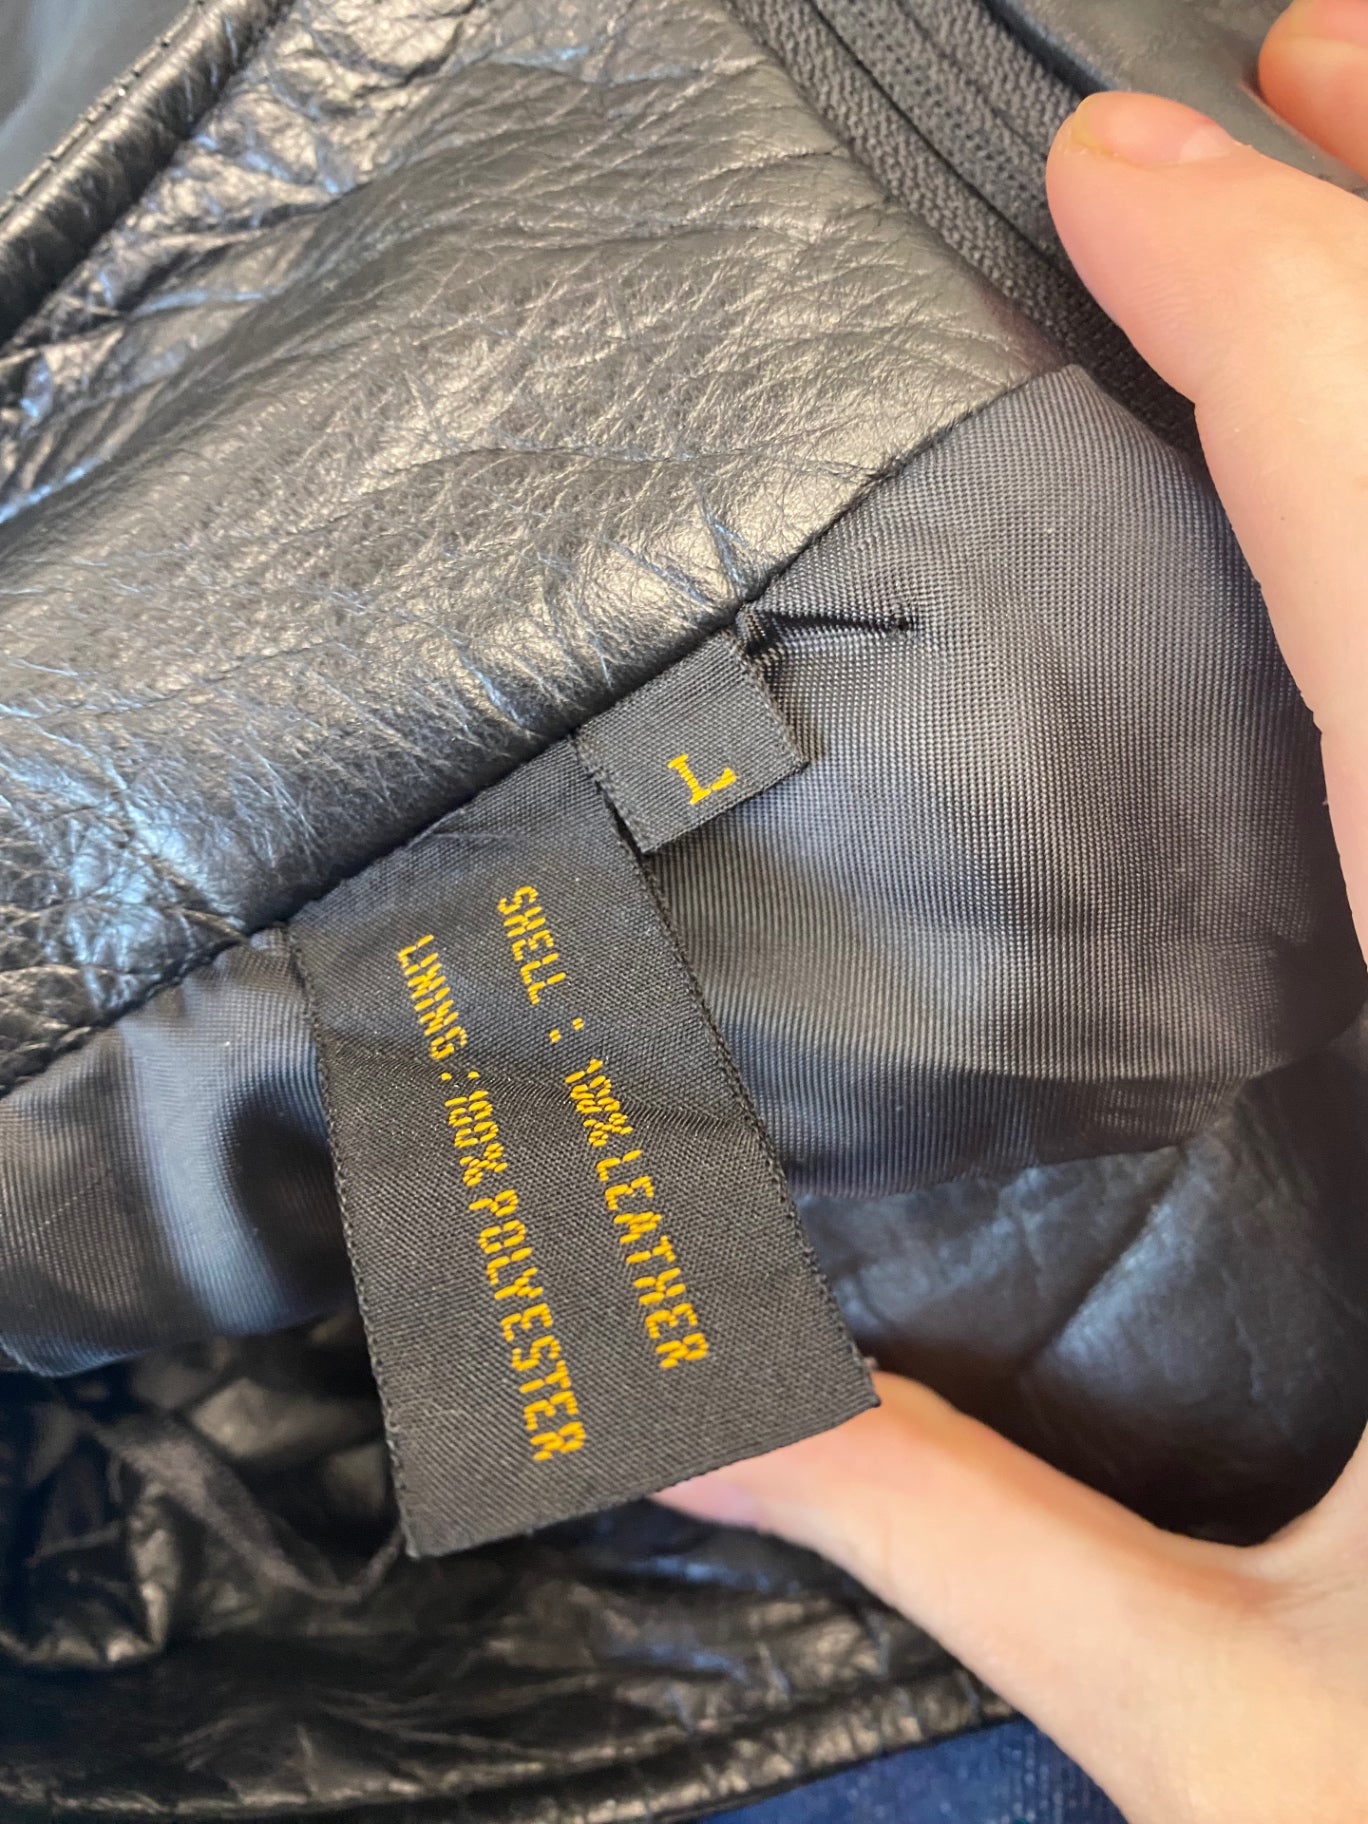 L
SHELL : 100% LEATHER
LINING : 100% POLYESTER